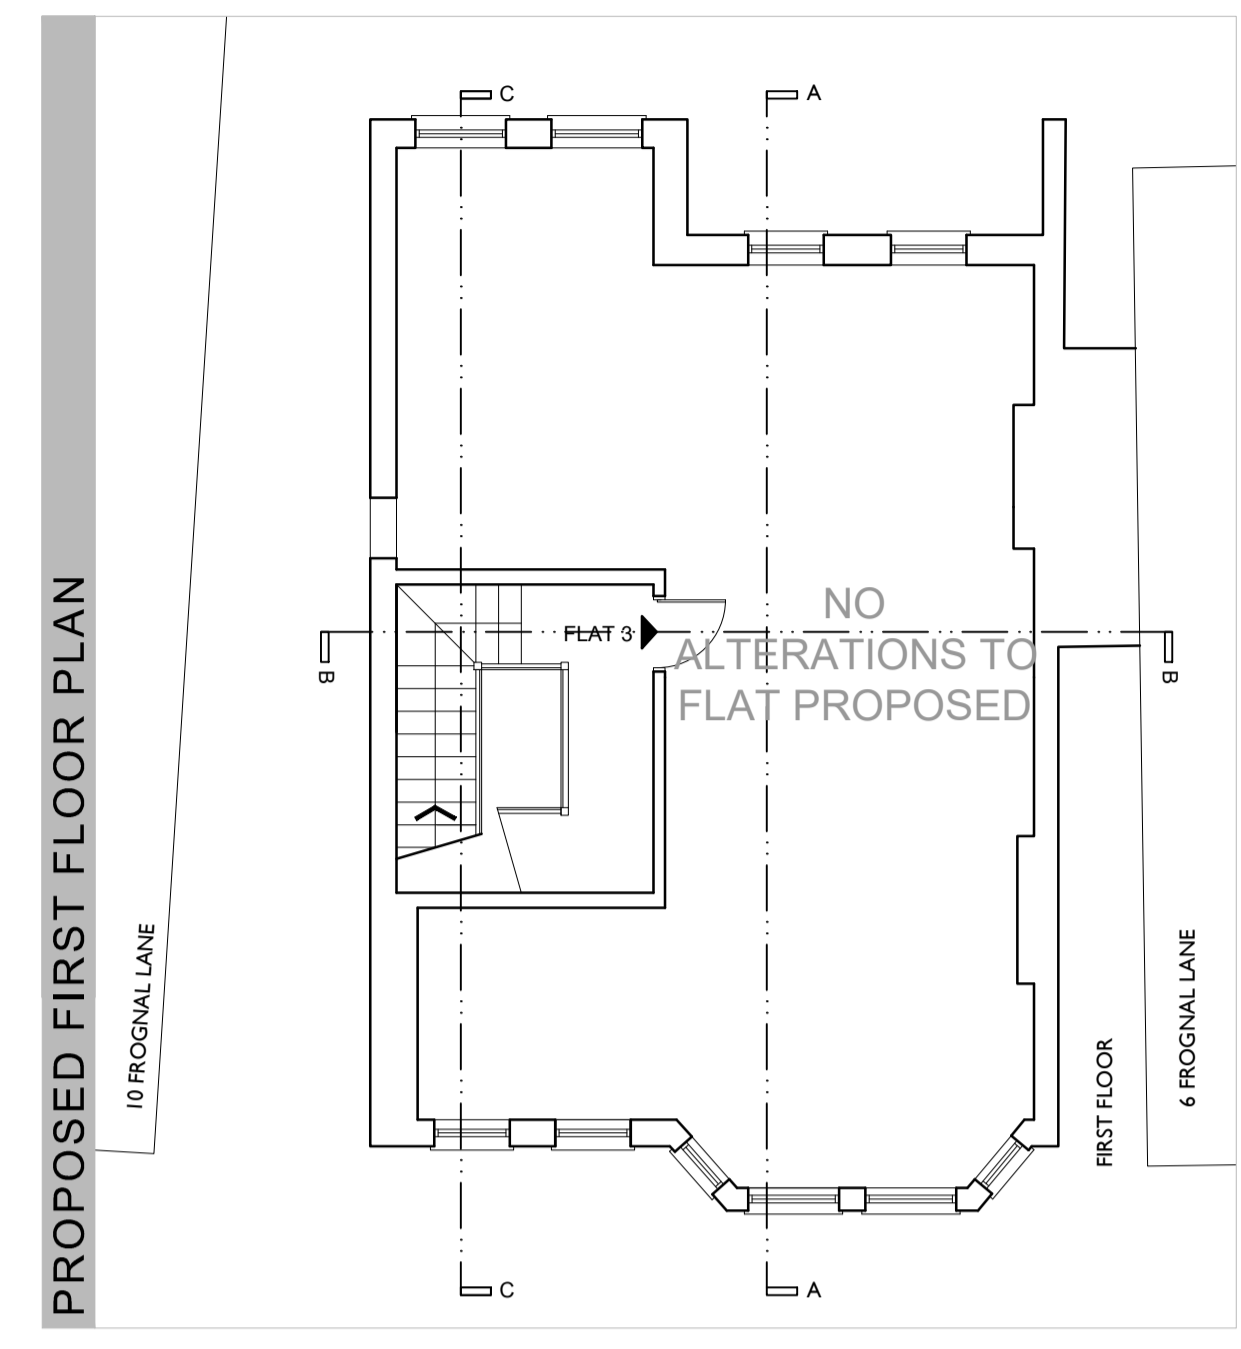 PROPOSED FIRST FLOOR PLAN
C
A
FLAT 3
NO
ALTERATIONS TO
FLAT PROPOSED
B
B
10 FROGNAL LANE
FIRST FLOOR
6 FROGNAL LANE
C
A